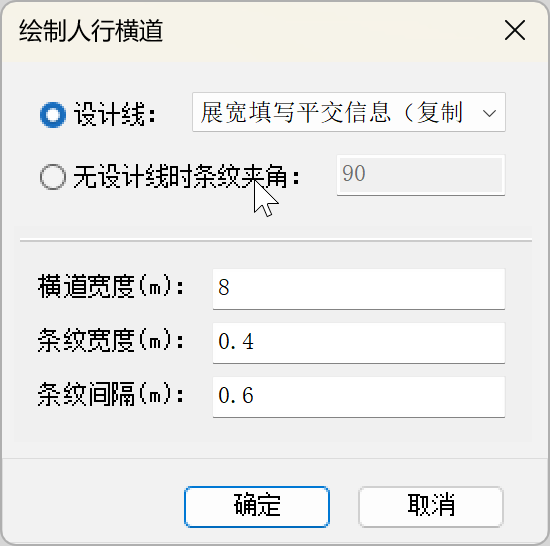 绘制人行横道
设计线： 展宽填写平交信息（复制
无设计线时条纹夹角： 90
横道宽度(m)： 8
条纹宽度(m)： 0.4
条纹间隔(m)： 0.6
确定 取消